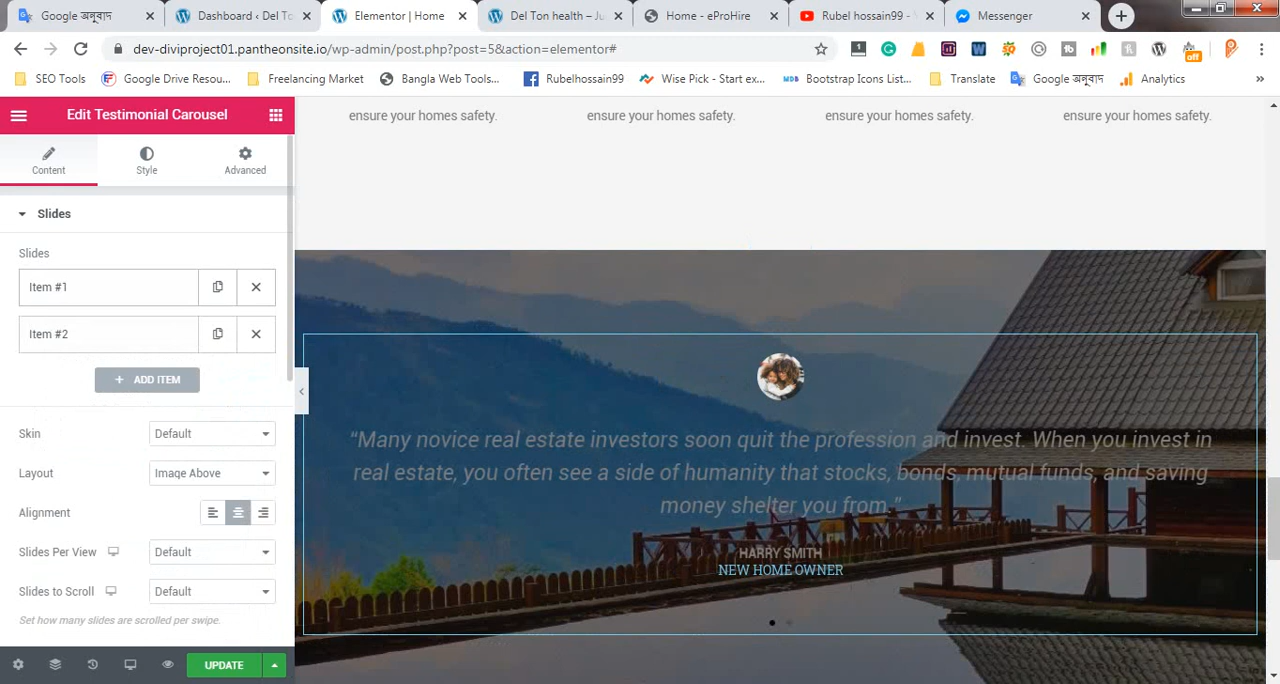 Google অনুবাদ
Dashboard ‹ Del To
Elementor | Home
Del Ton health – Ju
Home - eProHire
Rubel hossain99 -
Messenger
dev-diviproject01.pantheonsite.io/wp-admin/post.php?post=5&action=elementor#
off
SEO Tools
Google Drive Resou...
Freelancing Market
Bangla Web Tools...
Rubelhossain99
Wise Pick - Start ex...
Bootstrap Icons List...
Translate
Google অনুবাদ
Analytics
»
Edit Testimonial Carousel
Content
Style
Advanced
Slides
Slides
Item #1
Item #2
+ ADD ITEM
Skin
Default
Layout
Image Above
Alignment
Slides Per View
Default
Slides to Scroll
Default
Set how many slides are scrolled per swipe.
UPDATE
ensure your homes safety.
ensure your homes safety.
ensure your homes safety.
ensure your homes safety.
“Many novice real estate investors soon quit the profession and invest. When you invest in
real estate, you often see a side of humanity that stocks, bonds, mutual funds, and saving
money shelter you from.”
HARRY SMITH
NEW HOME OWNER